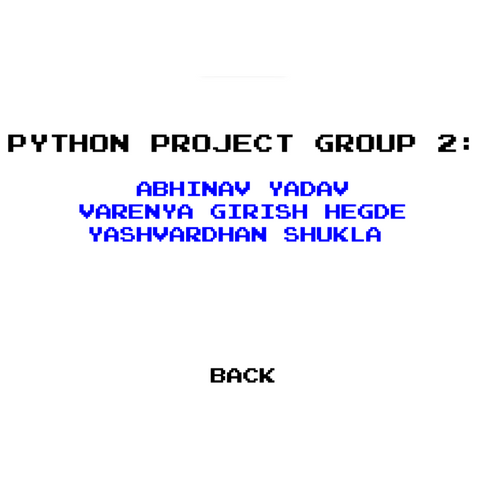 PYTHON PROJECT GROUP 2:
ABHINAV YADAV
VARENYA GIRISH HEGDE
YASHVARDHAN SHUKLA
BACK